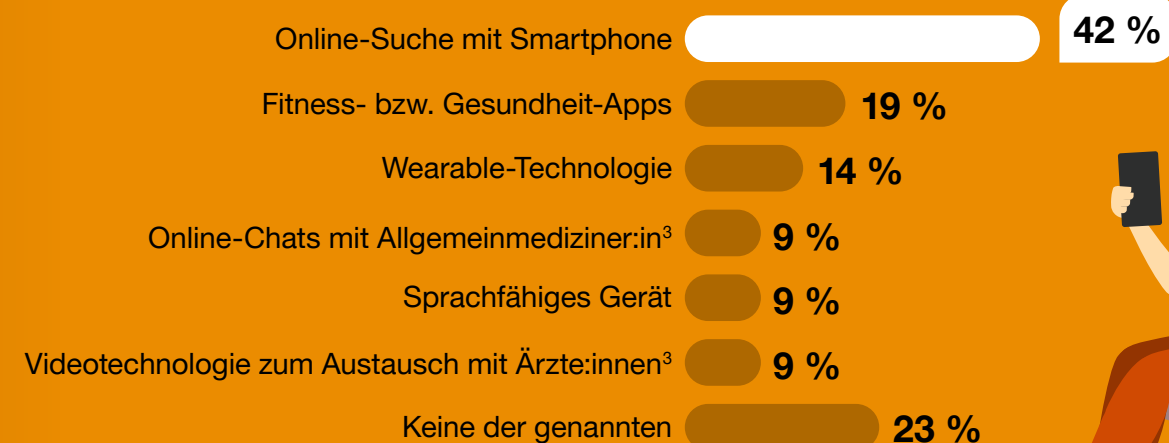 Online-Suche mit Smartphone 42 %
Fitness- bzw. Gesundheit-Apps 19 %
Wearable-Technologie 14 %
Online-Chats mit Allgemeinmediziner:in³ 9 %
Sprachfähiges Gerät 9 %
Videotechnologie zum Austausch mit Ärzte:innen³ 9 %
Keine der genannten 23 %